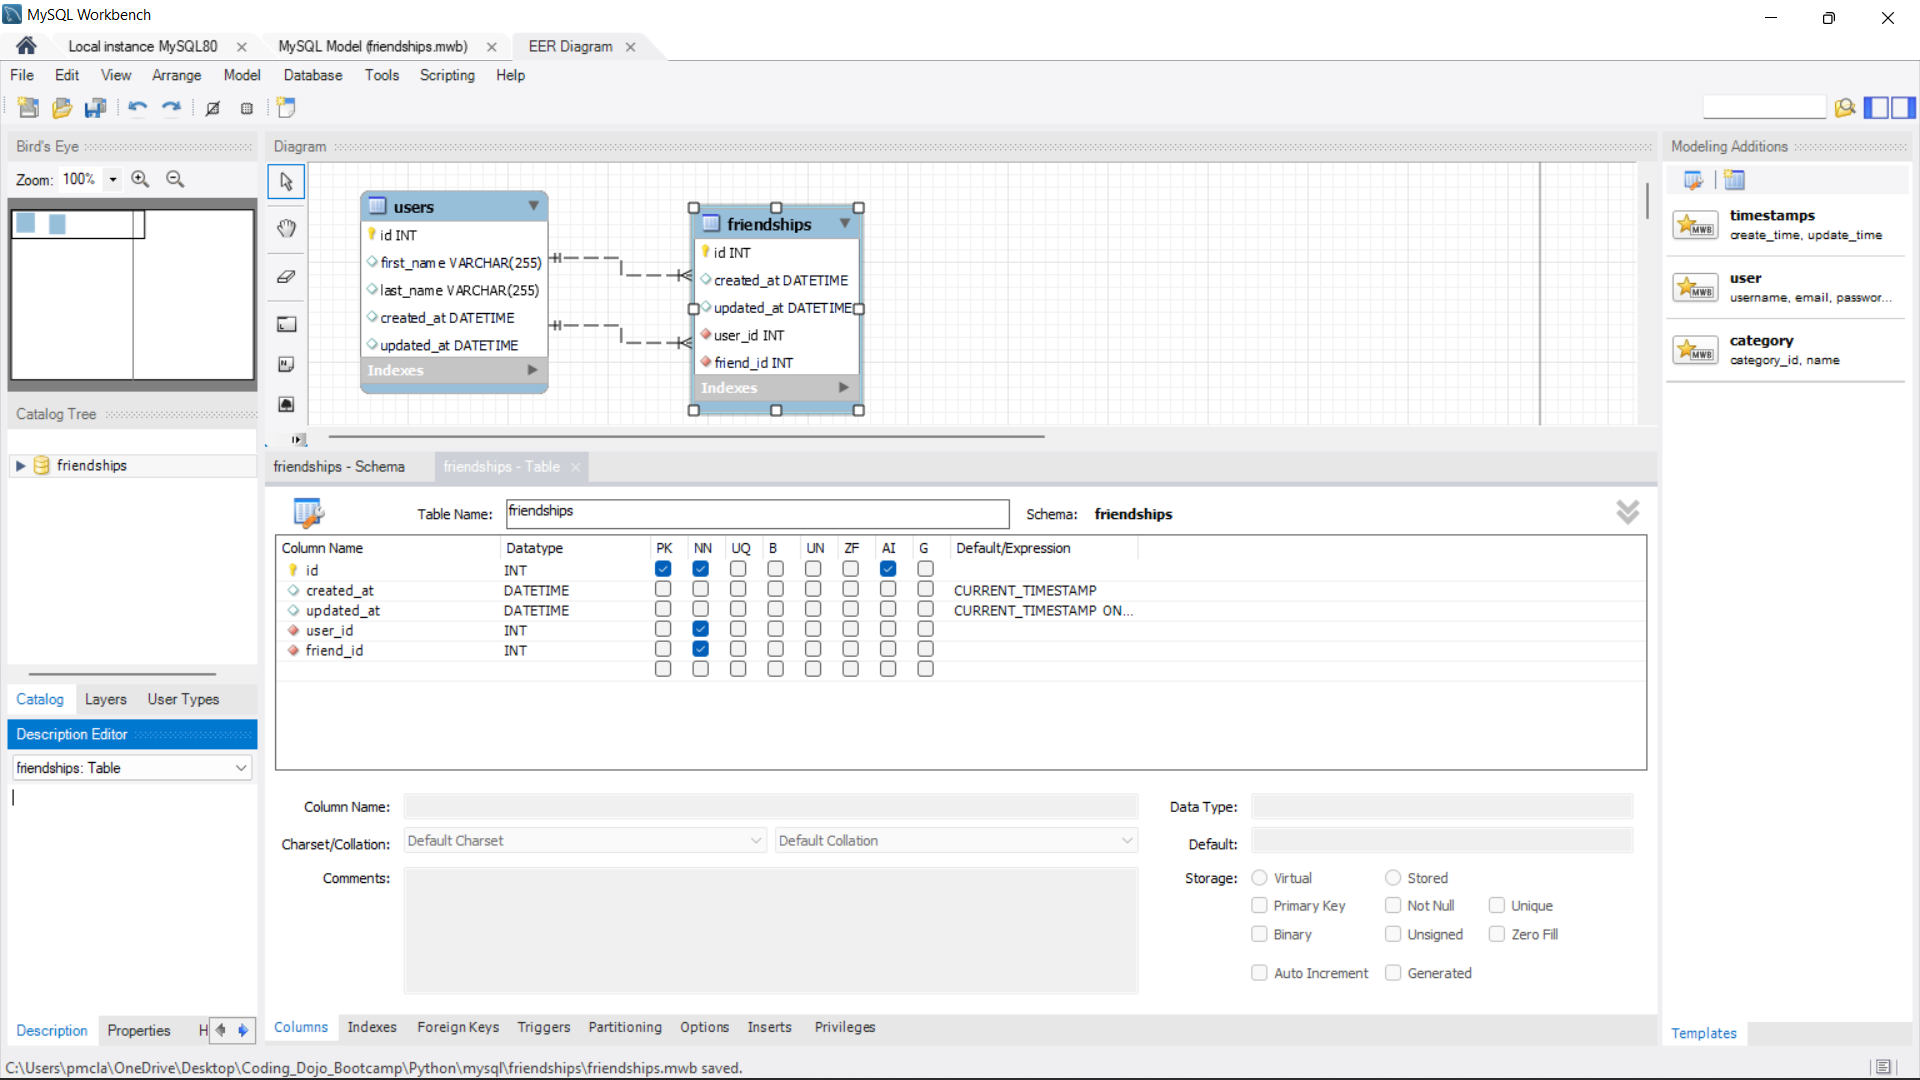 MySQL Workbench
Local instance MySQL80
MySQL Model (friendships.mwb)
EER Diagram
File Edit View Arrange Model Database Tools Scripting Help
Bird's Eye
Zoom: 100%
Diagram
users
id INT
first_name VARCHAR(255)
last_name VARCHAR(255)
created_at DATETIME
updated_at DATETIME
Indexes
friendships
id INT
created_at DATETIME
updated_at DATETIME
user_id INT
friend_id INT
Indexes
Modeling Additions
MWB
timestamps
create_time, update_time
MWB
user
username, email, passwor...
MWB
category
category_id, name
Catalog Tree
friendships
Catalog Layers User Types
Description Editor
friendships: Table
Description Properties H
friendships - Schema
friendships - Table
Table Name: friendships
Schema: friendships
Column Name Datatype PK NN UQ B UN ZF AI G Default/Expression
id INT
created_at DATETIME CURRENT_TIMESTAMP
updated_at DATETIME CURRENT_TIMESTAMP ON...
user_id INT
friend_id INT
Column Name:
Data Type:
Charset/Collation: Default Charset Default Collation
Default:
Comments:
Storage: Virtual Stored
Primary Key Not Null Unique
Binary Unsigned Zero Fill
Auto Increment Generated
Columns Indexes Foreign Keys Triggers Partitioning Options Inserts Privileges
Templates
C:\Users\pmcla\OneDrive\Desktop\Coding_Dojo_Bootcamp\Python\mysql\friendships\friendships.mwb saved.